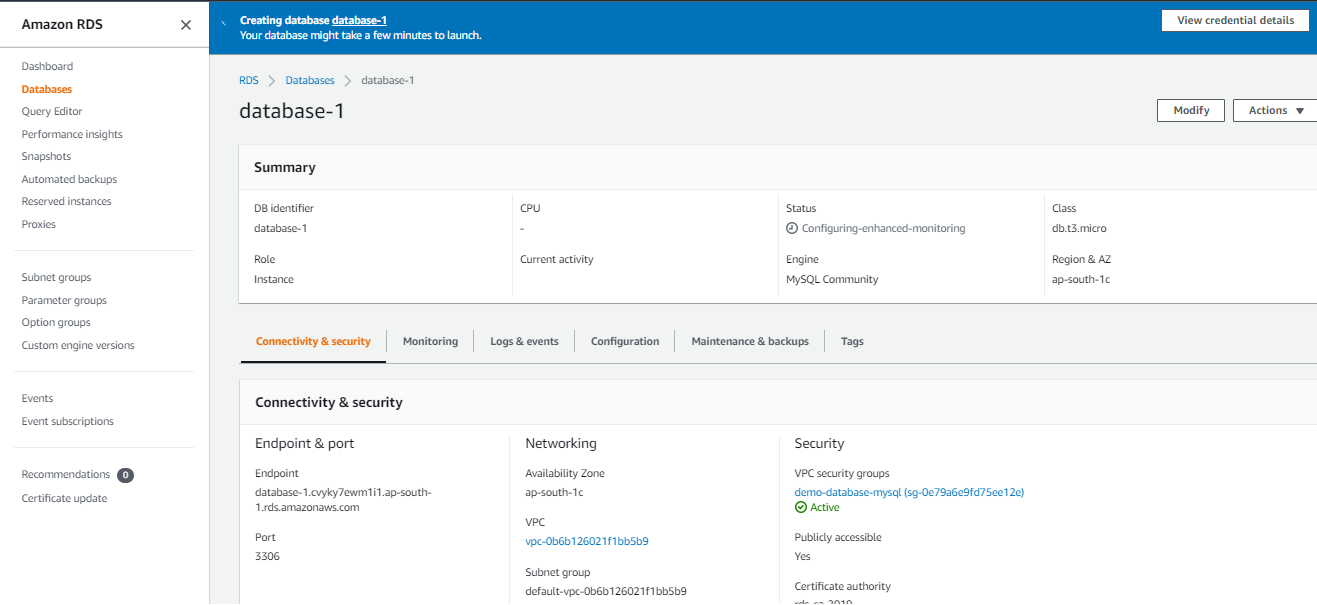 Amazon RDS
Dashboard
Databases
Query Editor
Performance insights
Snapshots
Automated backups
Reserved instances
Proxies
Subnet groups
Parameter groups
Option groups
Custom engine versions
Events
Event subscriptions
Recommendations 0
Certificate update
Creating database database-1
Your database might take a few minutes to launch.
View credential details
RDS > Databases > database-1
database-1
Modify
Actions
Summary
DB identifier
database-1
CPU
-
Status
Configuring-enhanced-monitoring
Class
db.t3.micro
Role
Instance
Current activity
Engine
MySQL Community
Region & AZ
ap-south-1c
Connectivity & security
Monitoring
Logs & events
Configuration
Maintenance & backups
Tags
Connectivity & security
Endpoint & port
Endpoint
database-1.cvyky7ewm1i1.ap-south-
1.rds.amazonaws.com
Port
3306
Networking
Availability Zone
ap-south-1c
VPC
vpc-0b6b126021f1bb5b9
Subnet group
default-vpc-0b6b126021f1bb5b9
Security
VPC security groups
demo-database-mysql (sg-0e79a6e9fd75ee12e)
Active
Publicly accessible
Yes
Certificate authority
rds-ca-2019